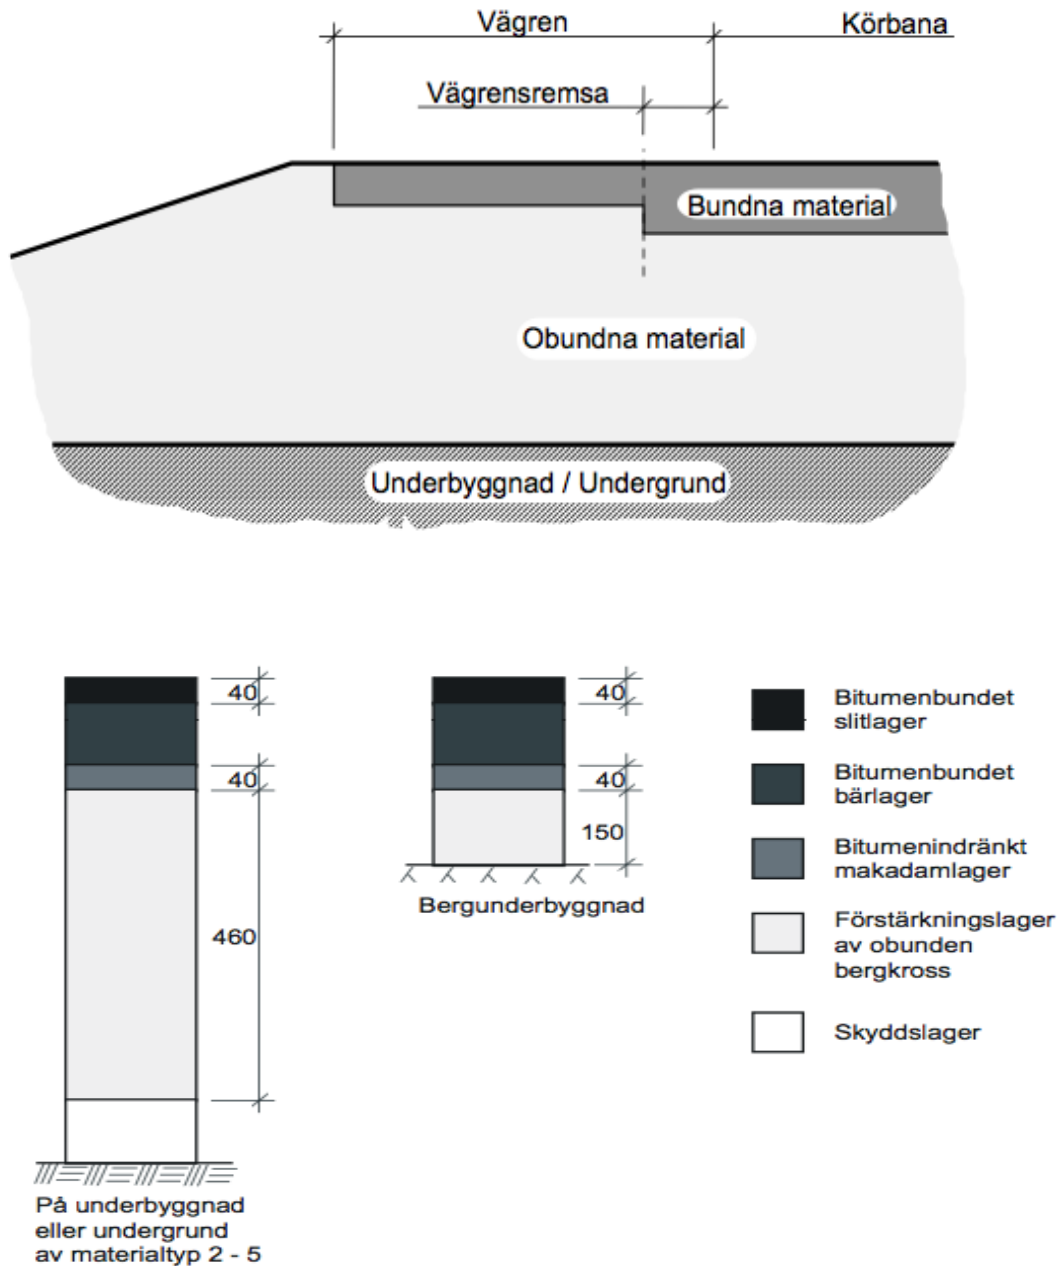 Vägren
Körbana
Vägrensremsa
Bundna material
Obundna material
Underbyggnad / Undergrund
40
40
460
På underbyggnad
eller undergrund
av materialtyp 2 - 5
40
40
150
Bergunderbyggnad
Bitumenbundet
slitlager
Bitumenbundet
bärlager
Bitumenindränkt
makadamlager
Förstärkningslager
av obunden
bergkross
Skyddslager